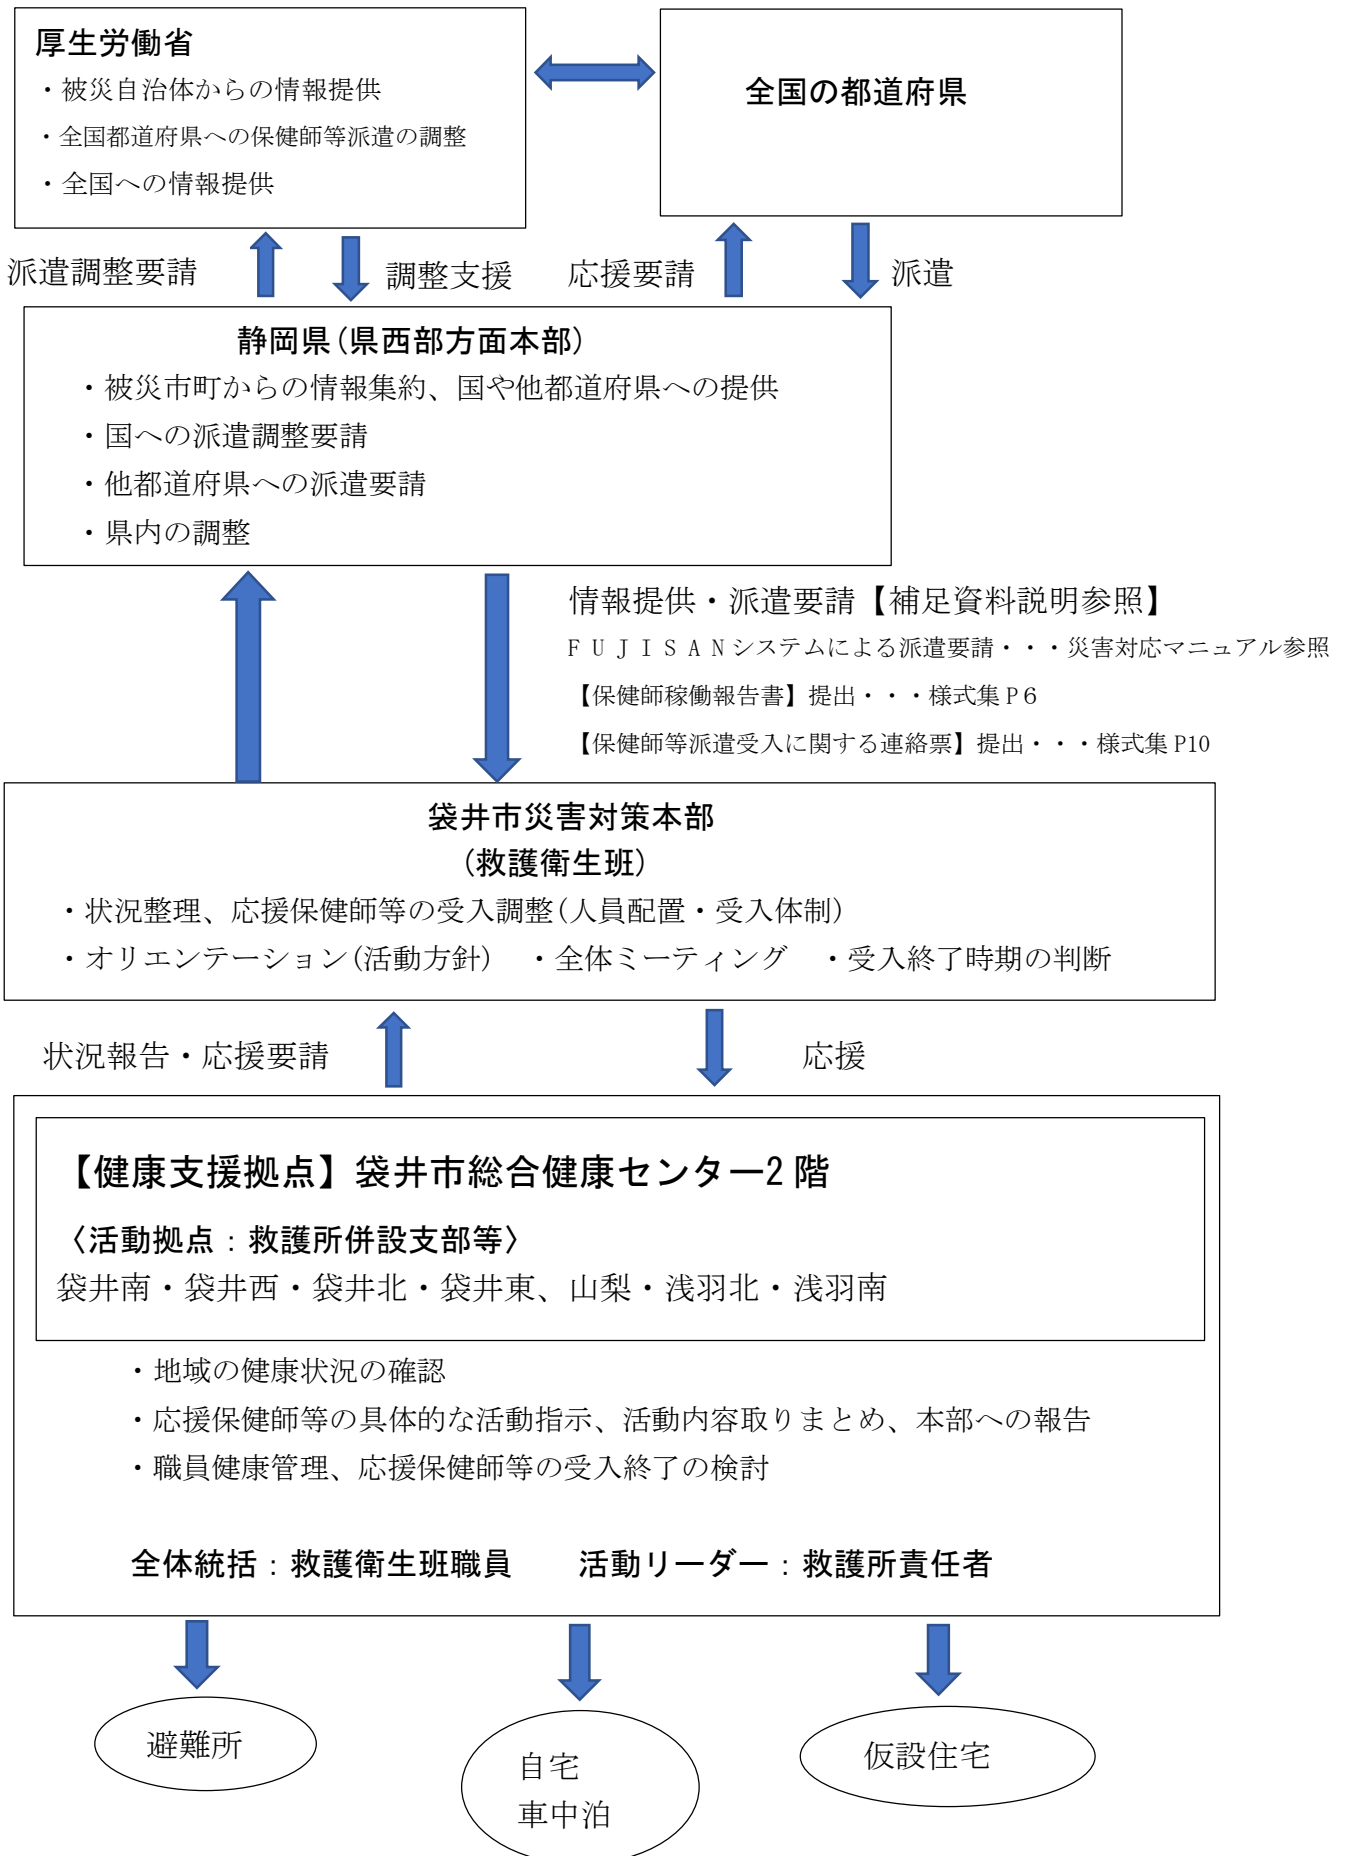 厚生労働省
・被災自治体からの情報提供
・全国都道府県への保健師等派遣の調整
・全国への情報提供
全国の都道府県
派遣調整要請
調整支援
応援要請
派遣
静岡県(県西部方面本部)
・被災市町からの情報集約、国や他都道府県への提供
・国への派遣調整要請
・他都道府県への派遣要請
・県内の調整
情報提供・派遣要請【補足資料説明参照】
ＦＵＪＩＳＡＮシステムによる派遣要請・・・災害対応マニュアル参照
【保健師稼働報告書】提出・・・様式集 P６
【保健師等派遣受入に関する連絡票】提出・・・様式集 P10
袋井市災害対策本部
(救護衛生班)
・状況整理、応援保健師等の受入調整(人員配置・受入体制)
・オリエンテーション(活動方針)　・全体ミーティング　・受入終了時期の判断
状況報告・応援要請
応援
【健康支援拠点】袋井市総合健康センター2 階
〈活動拠点：救護所併設支部等〉
袋井南・袋井西・袋井北・袋井東、山梨・浅羽北・浅羽南
・地域の健康状況の確認
・応援保健師等の具体的な活動指示、活動内容取りまとめ、本部への報告
・職員健康管理、応援保健師等の受入終了の検討
全体統括：救護衛生班職員　　活動リーダー：救護所責任者
避難所
自宅
車中泊
仮設住宅